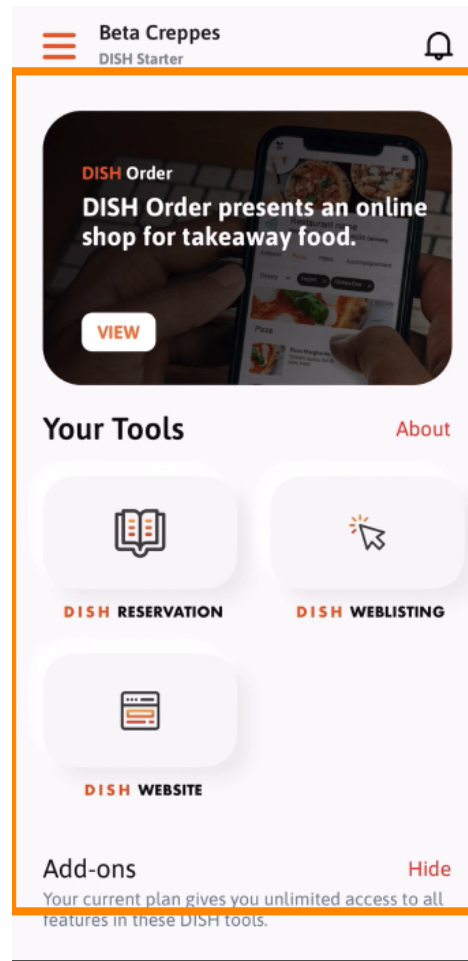 Beta Creppes
DISH Starter
DISH Order
DISH Order presents an online
shop for takeaway food.
VIEW
Pizza
Your Tools
About
DISH RESERVATION
DISH WEBLISTING
DISH WEBSITE
Add-ons
Hide
Your current plan gives you unlimited access to all
features in these DISH tools.